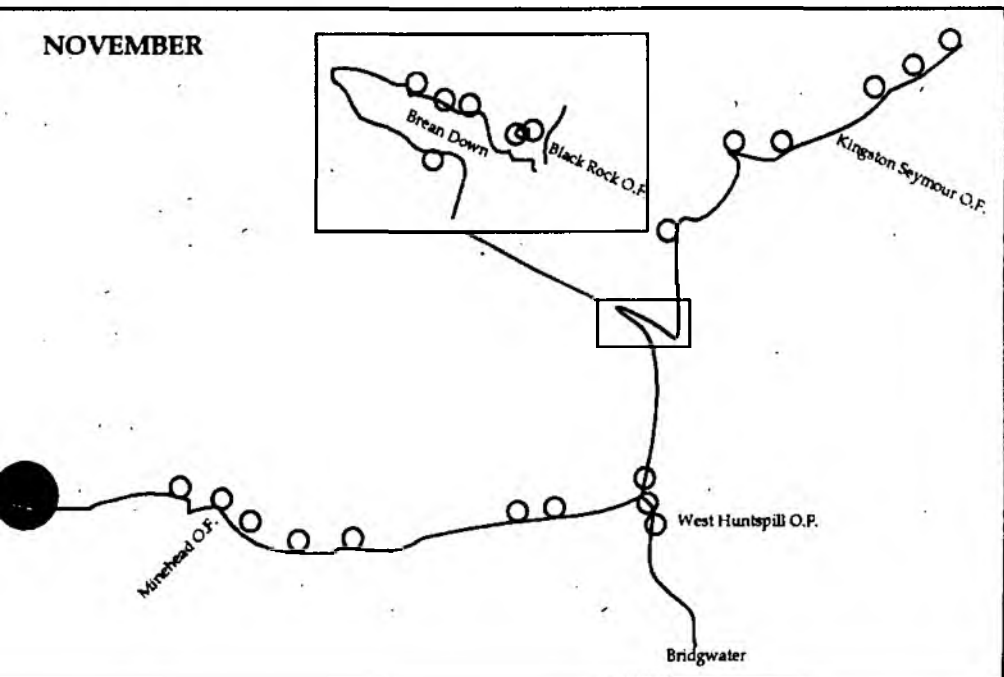 NOVEMBER
Brean Down
Black Rock O.F.
Kingston Seymour O.F.
Minehead O.F.
West Huntspill O.F.
Bridgwater